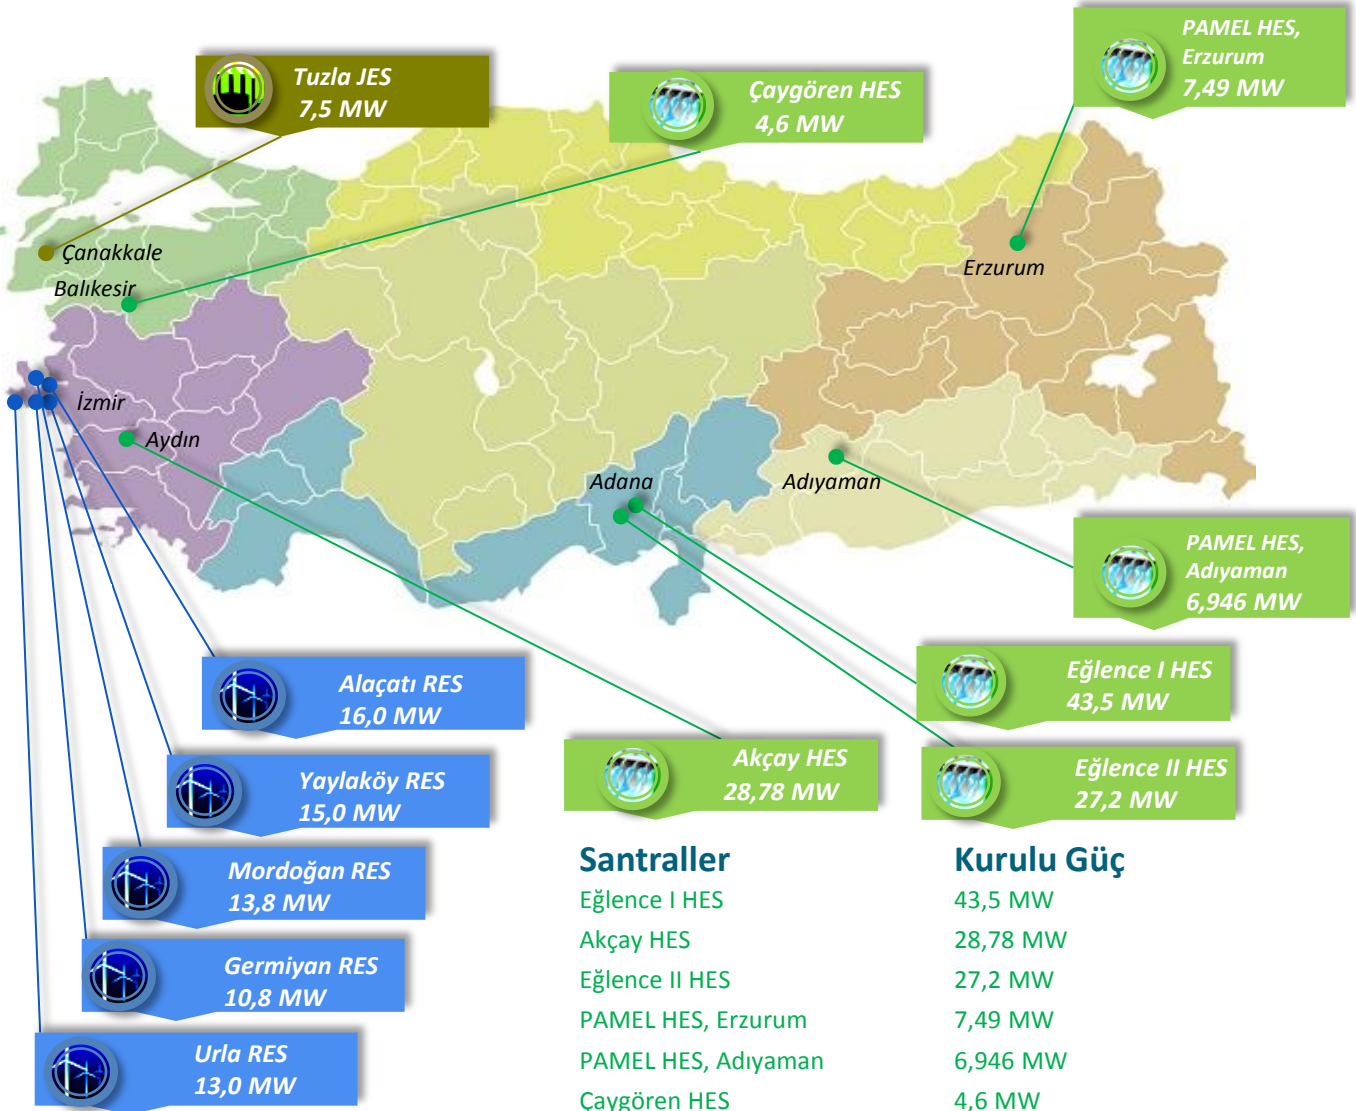 PAMEL HES,
Erzurum
7,49 MW
Tuzla JES
7,5 MW
Çaygören HES
4,6 MW
Çanakkale
Balıkesir
Erzurum
İzmir
Aydın
Adana
Adıyaman
PAMEL HES,
Adıyaman
6,946 MW
Alaçatı RES
16,0 MW
Eğlence I HES
43,5 MW
Yaylaköy RES
15,0 MW
Akçay HES
28,78 MW
Eğlence II HES
27,2 MW
Mordoğan RES
13,8 MW
Germiyan RES
10,8 MW
Urla RES
13,0 MW
Santraller Kurulu Güç
Eğlence I HES 43,5 MW
Akçay HES 28,78 MW
Eğlence II HES 27,2 MW
PAMEL HES, Erzurum 7,49 MW
PAMEL HES, Adıyaman 6,946 MW
Çaygören HES 4,6 MW